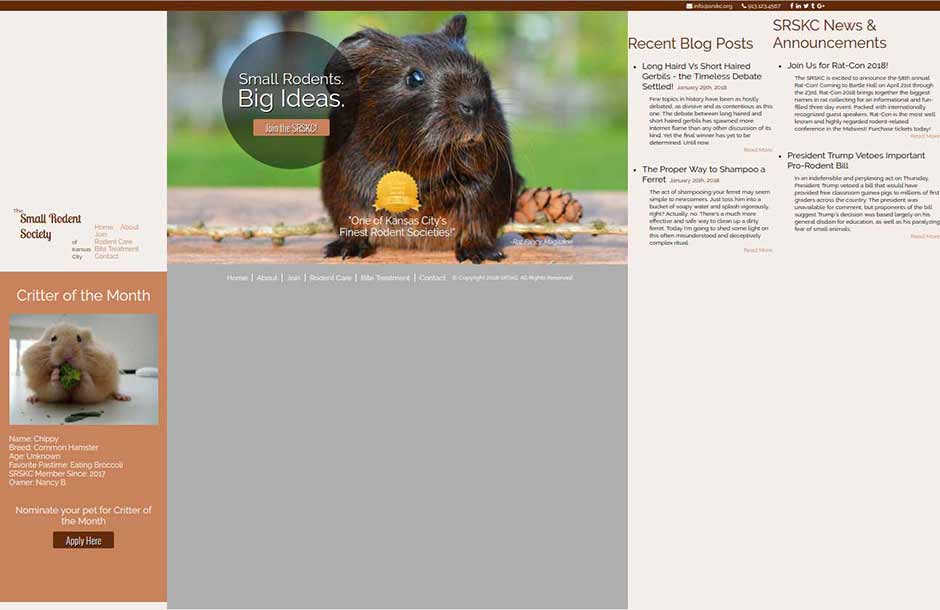 info@srskc.org 913.123.4567
The
Small Rodent
Society
of
Kansas
City
Home About
Join
Rodent Care
Bite Treatment
Contact
Critter of the Month
Name: Chippy
Breed: Common Hamster
Age: Unknown
Favorite Pastime: Eating Broccoli
SRSKC Member Since: 2017
Owner: Nancy B.
Nominate your pet for Critter of
the Month
Apply Here
Small Rodents.
Big Ideas.
Join the SRSKC!
"One of Kansas City's
Finest Rodent Societies!"
-Rat Fancy Magazine
Home About Join Rodent Care Bite Treatment Contact © Copyright 2018 SRSKC. All Rights Reserved
Recent Blog Posts
Long Haird Vs Short Haired
Gerbils - the Timeless Debate
Settled! January 29th, 2018
Few topics in history have been as hostly
debated, as divisive and as contentious as this
one. The debate between long haired and
short haired gerbils has spawned more
internet flame than any other discussion of its
kind. Yet the final winner has yet to be
determined. Until now.
Read More
The Proper Way to Shampoo a
Ferret January 20th, 2018
The act of shampooing your ferret may seem
simple to newcomers. Just toss him into a
bucket of soapy water and splash vigorously,
right? Actually, no. There's a much more
effective and safe way to clean up a dirty
ferret. Today I'm going to shed some light on
this often misunderstood and deceptively
complex ritual.
Read More
SRSKC News &
Announcements
Join Us for Rat-Con 2018!
The SRSKC is excited to announce the 58th annual
Rat-Con! Coming to Bartle Hall on April 21st through
the 23rd, Rat-Con 2018 brings together the biggest
names in rat collecting for an informational and fun-
filled three day event. Packed with internationally
recognized guest speakers, Rat-Con is the most well
known and highly regarded rodent-related
conference in the Midwest! Purchase tickets today!
Read More
President Trump Vetoes Important
Pro-Rodent Bill
In an indefensible and perplexing act on Thursday,
President Trump vetoed a bill that would have
provided free classroom guinea pigs to millions of first
graders across the country. The president was
unavailable for comment, but proponents of the bill
suggest Trump's decision was based largely on his
general disdain for education, as well as his paralyzing
fear of small animals.
Read More